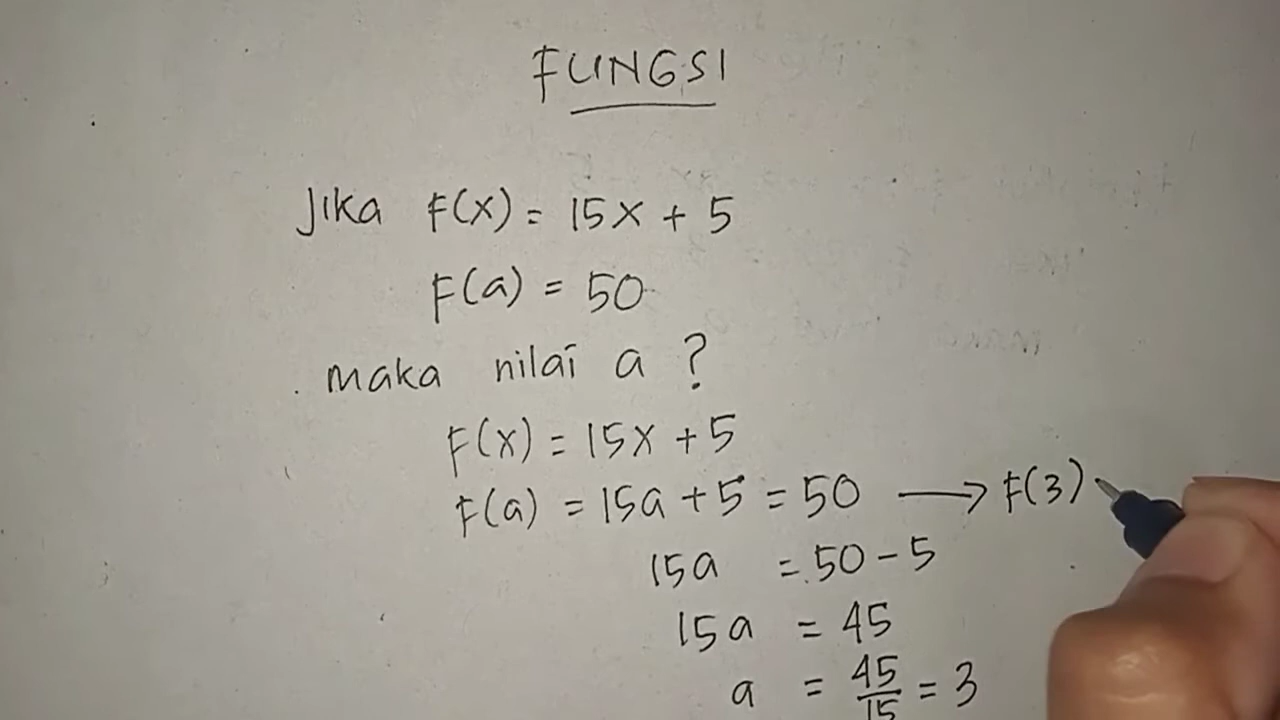 FUNGSI
Jika F(x) = 15x + 5
F(a) = 50
maka nilai a ?
F(x) = 15x + 5
F(a) = 15a + 5 = 50 → F(3)
15a = 50 - 5
15a = 45
a = 45/15 = 3